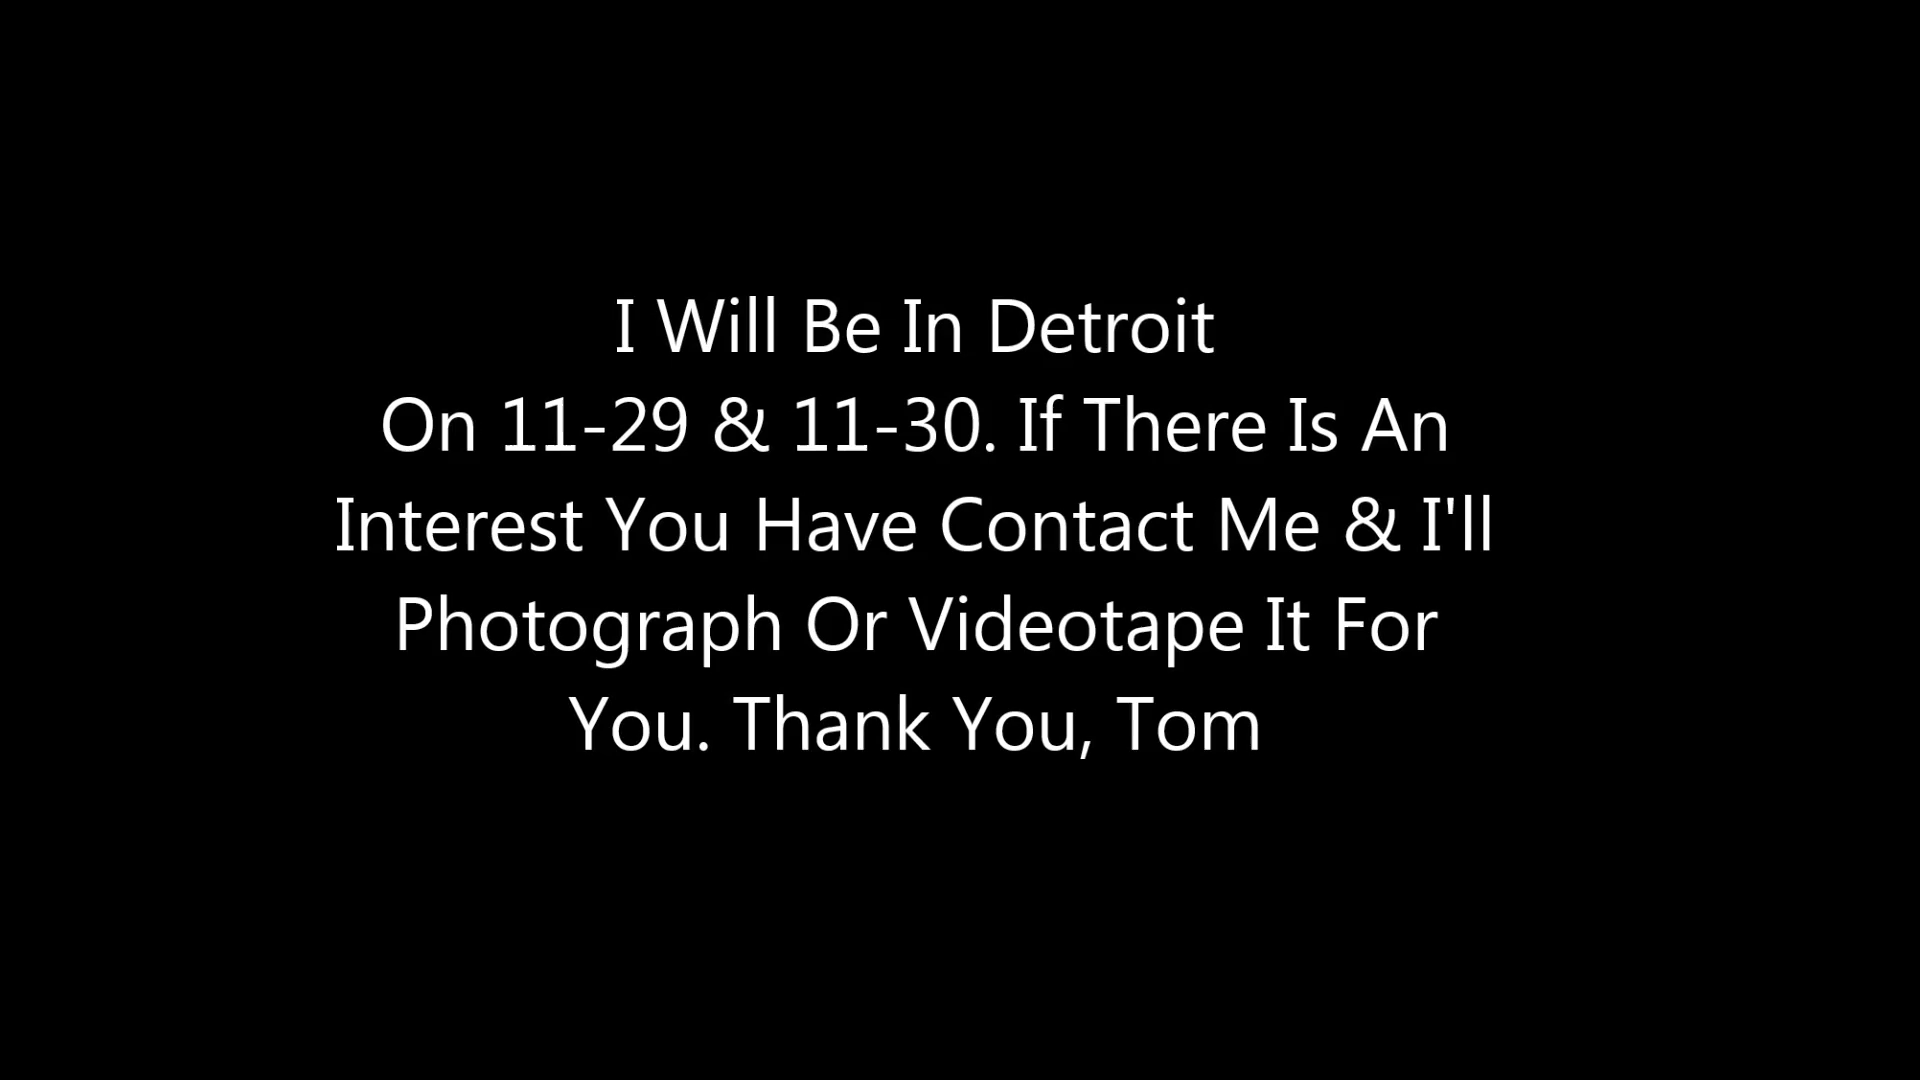 I Will Be In Detroit
On 11-29 & 11-30. If There Is An
Interest You Have Contact Me & I'll
Photograph Or Videotape It For
You. Thank You, Tom